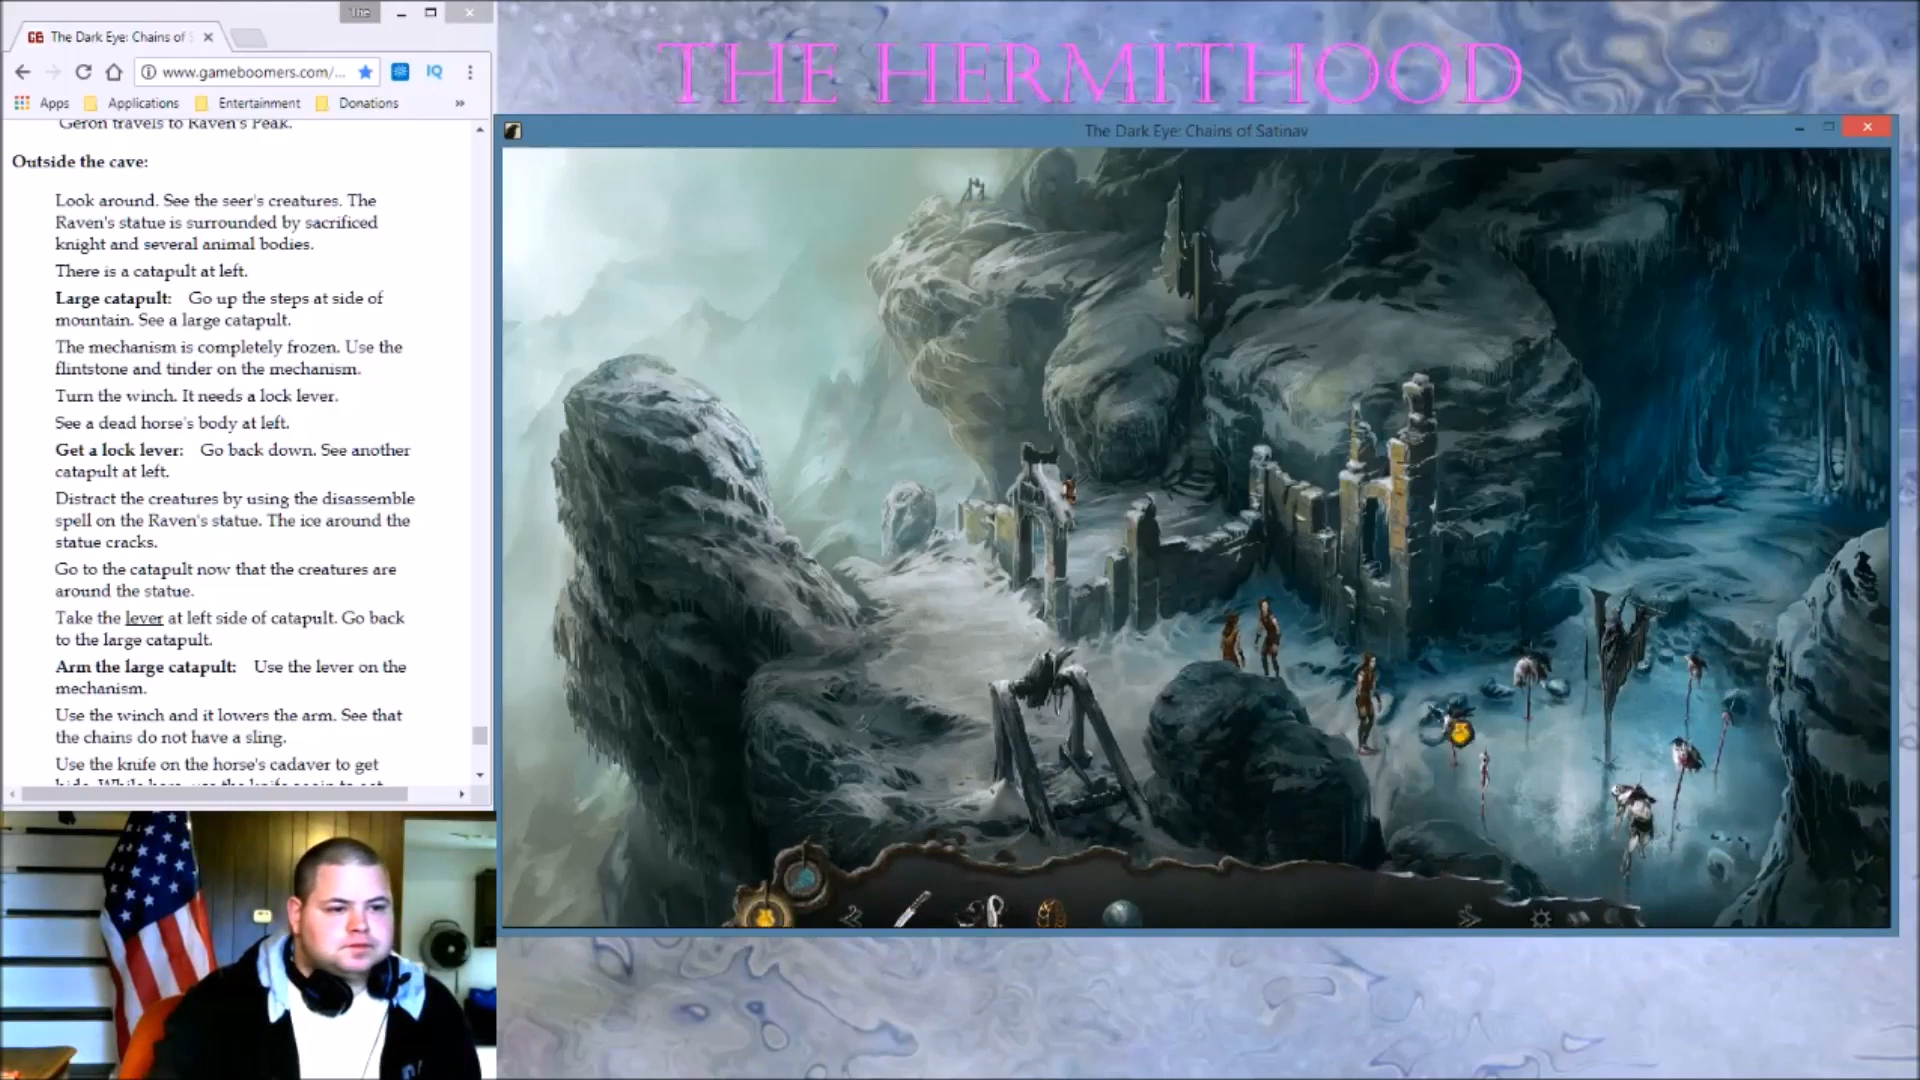 The
The Dark Eye: Chains of S
www.gameboomers.com/...
IQ
Apps
Applications
Entertainment
Donations
»
Geron travels to Raven's Peak.
Outside the cave:
Look around. See the seer's creatures. The
Raven's statue is surrounded by sacrificed
knight and several animal bodies.
There is a catapult at left.
Large catapult: Go up the steps at side of
mountain. See a large catapult.
The mechanism is completely frozen. Use the
flintstone and tinder on the mechanism.
Turn the winch. It needs a lock lever.
See a dead horse's body at left.
Get a lock lever: Go back down. See another
catapult at left.
Distract the creatures by using the disassemble
spell on the Raven's statue. The ice around the
statue cracks.
Go to the catapult now that the creatures are
around the statue.
Take the lever at left side of catapult. Go back
to the large catapult.
Arm the large catapult: Use the lever on the
mechanism.
Use the winch and it lowers the arm. See that
the chains do not have a sling.
Use the knife on the horse's cadaver to get
THE HERMITHOOD
The Dark Eye: Chains of Satinav